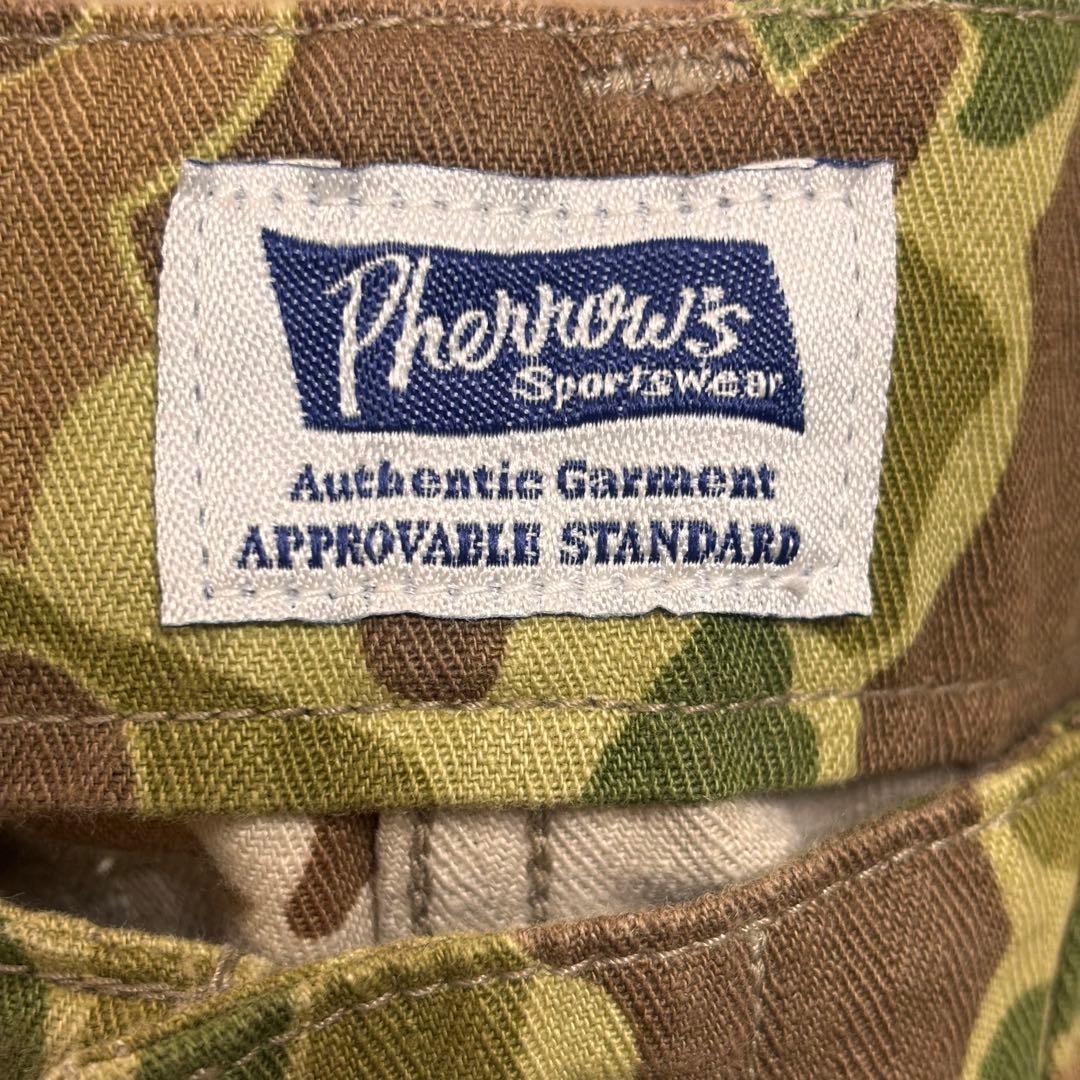 Pherrow's
Sportswear
Authentic Garment
APPROVABLE STANDARD